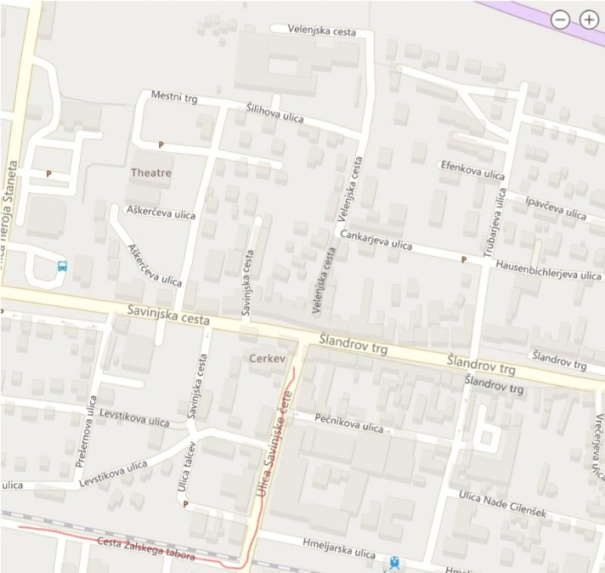 Velenjska cesta
Mestni trg
Šilihova ulica
P
Theatre
P
Efenkova ulica
Velenjska cesta
Ipavčeva ulica
Aškerčeva ulica
Trubarjeva ulica
heroja Staneta
Cankarjeva ulica
Aškerčeva ulica
P
Hausenbichlerjeva ulica
Savinjska cesta
Velenjska cesta
Savinjska cesta
Šlandrov trg
Šlandrov trg
Šlandrov trg
Cerkev
Šlandrov trg
Savinjska cesta
Prešernova ulica
Levstikova ulica
Ulica Savinjske čete
Pečnikova ulica
Vrečerjeva ulica
Levstikova ulica
Ulica talcev
ulica
P
Ulica Nade Cilenšek
Cesta Žalskega tabora
Hmeljarska ulica
Hmelja